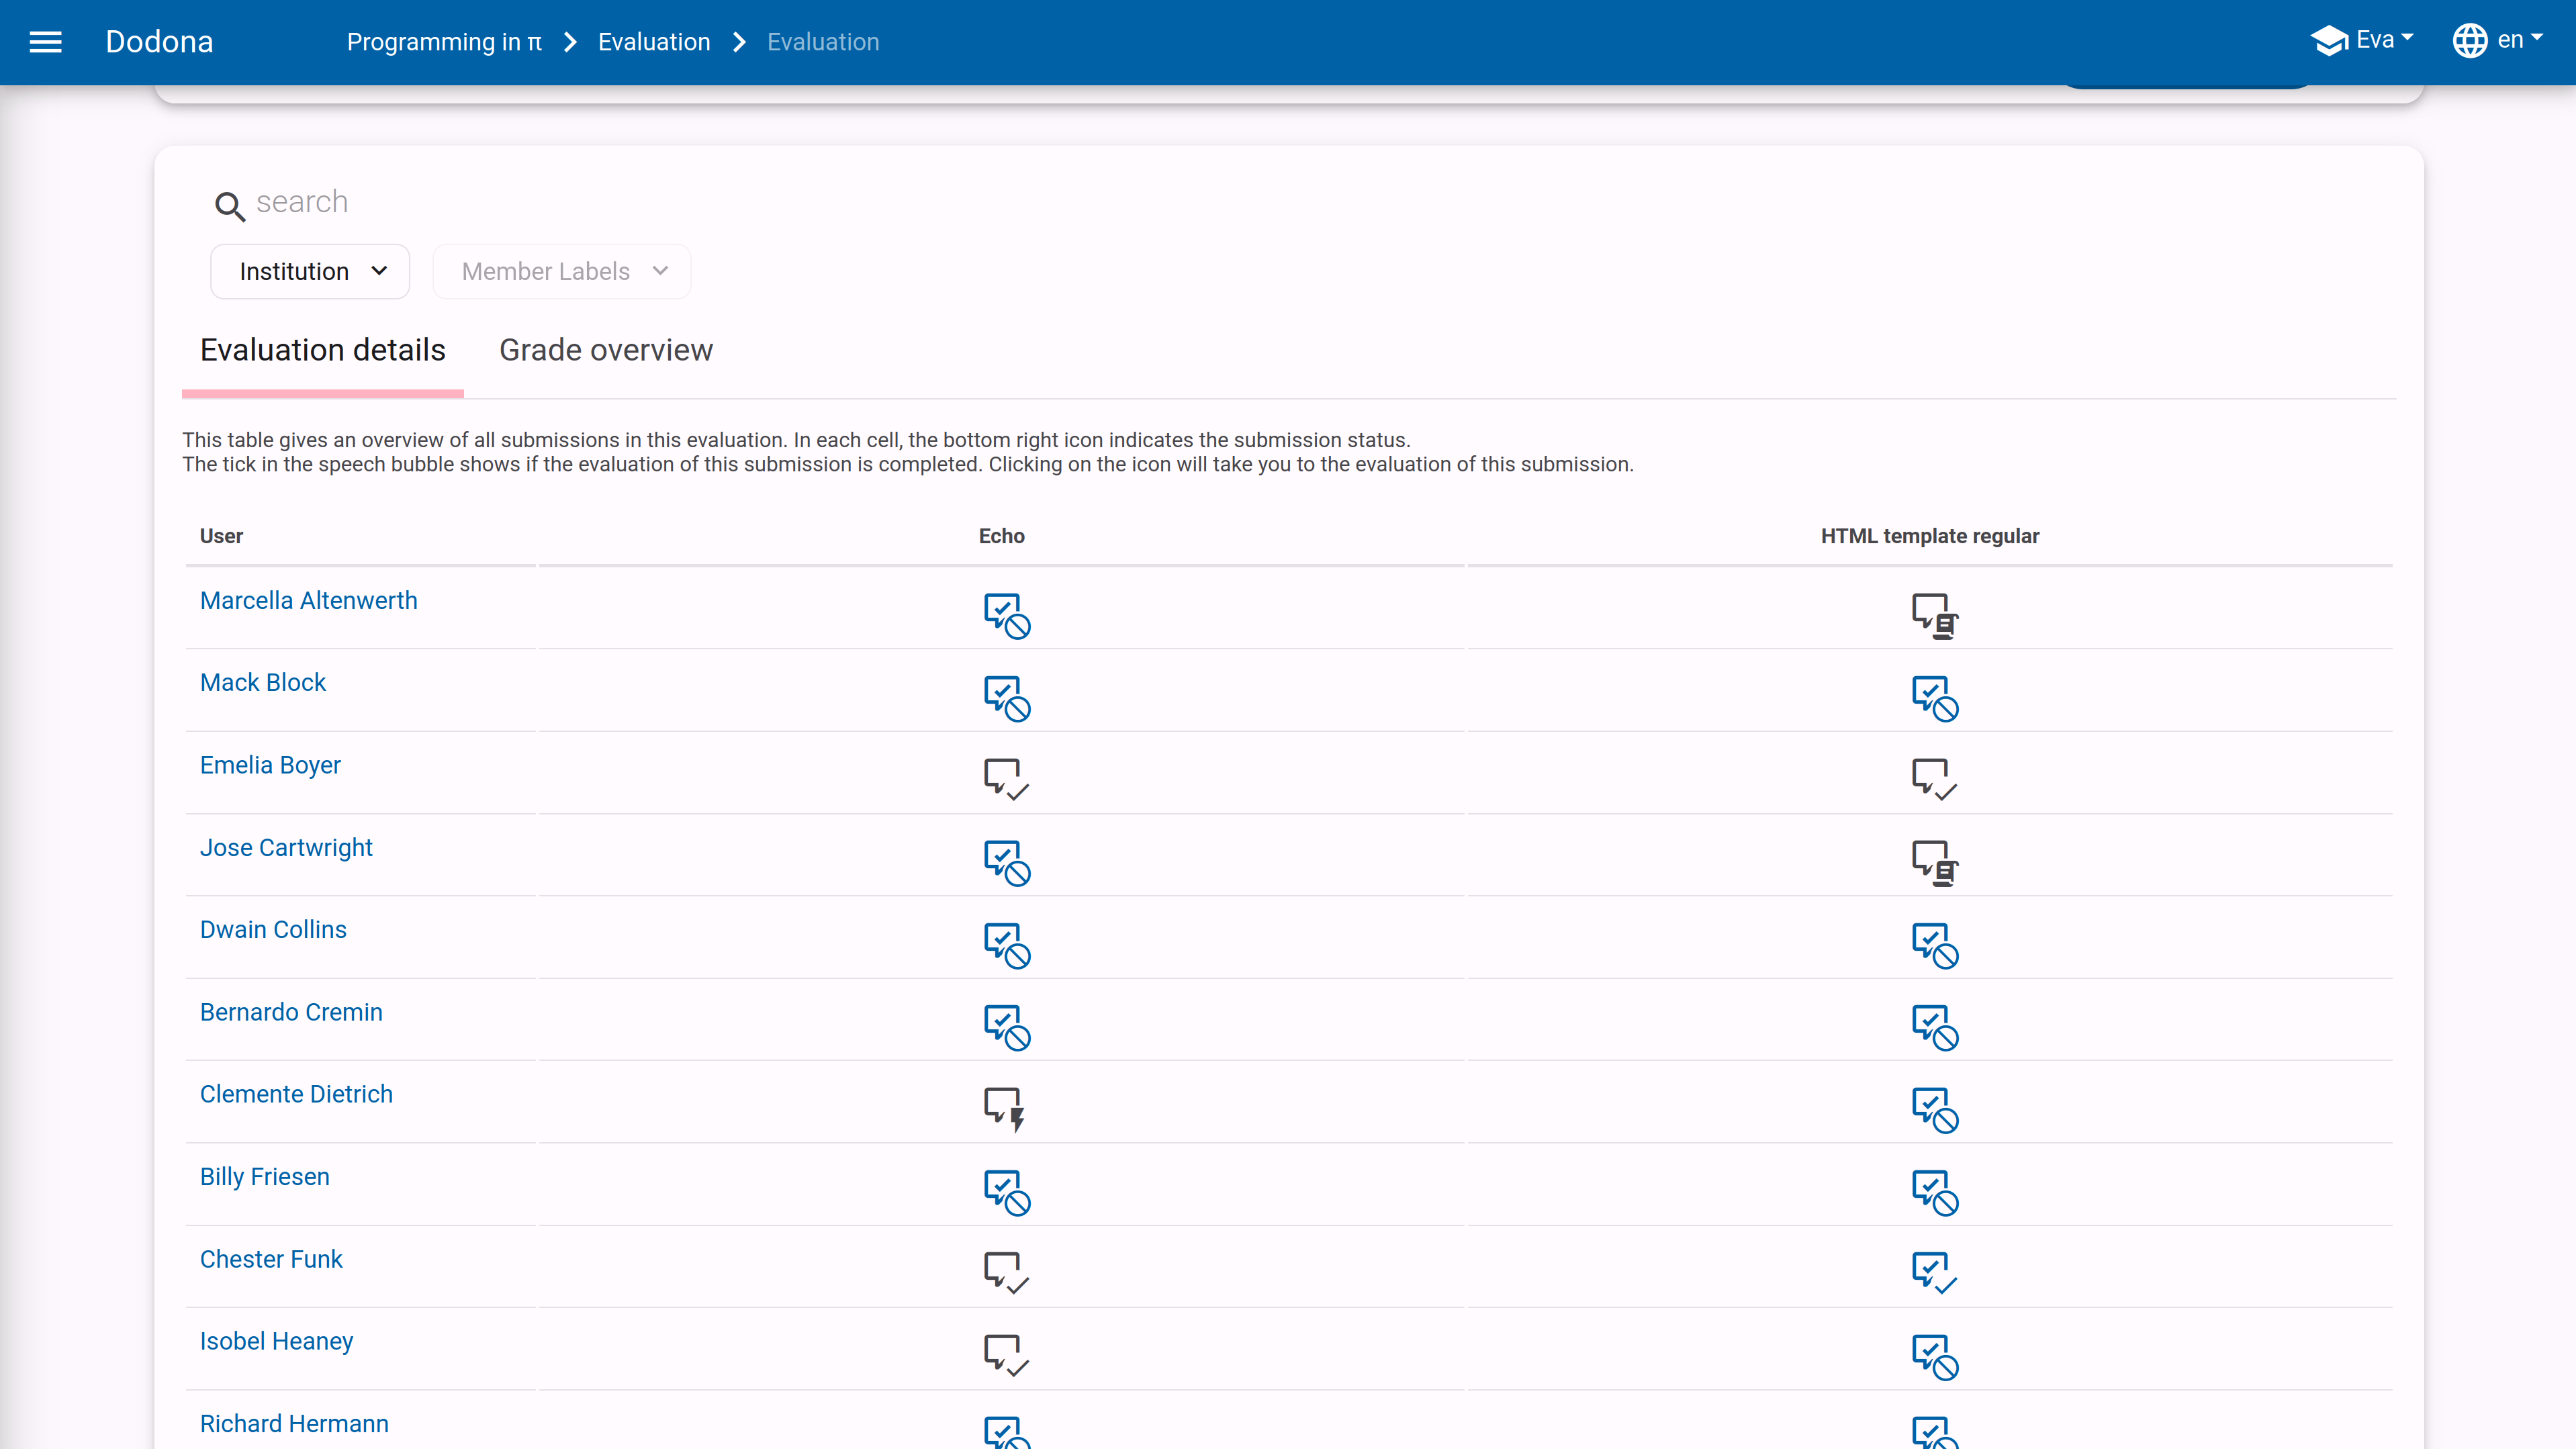 Dodona Programming in π Evaluation Evaluation Eva en
search
Institution Member Labels
Evaluation details Grade overview
This table gives an overview of all submissions in this evaluation. In each cell, the bottom right icon indicates the submission status.
The tick in the speech bubble shows if the evaluation of this submission is completed. Clicking on the icon will take you to the evaluation of this submission.
User Echo HTML template regular
Marcella Altenwerth
Mack Block
Emelia Boyer
Jose Cartwright
Dwain Collins
Bernardo Cremin
Clemente Dietrich
Billy Friesen
Chester Funk
Isobel Heaney
Richard Hermann